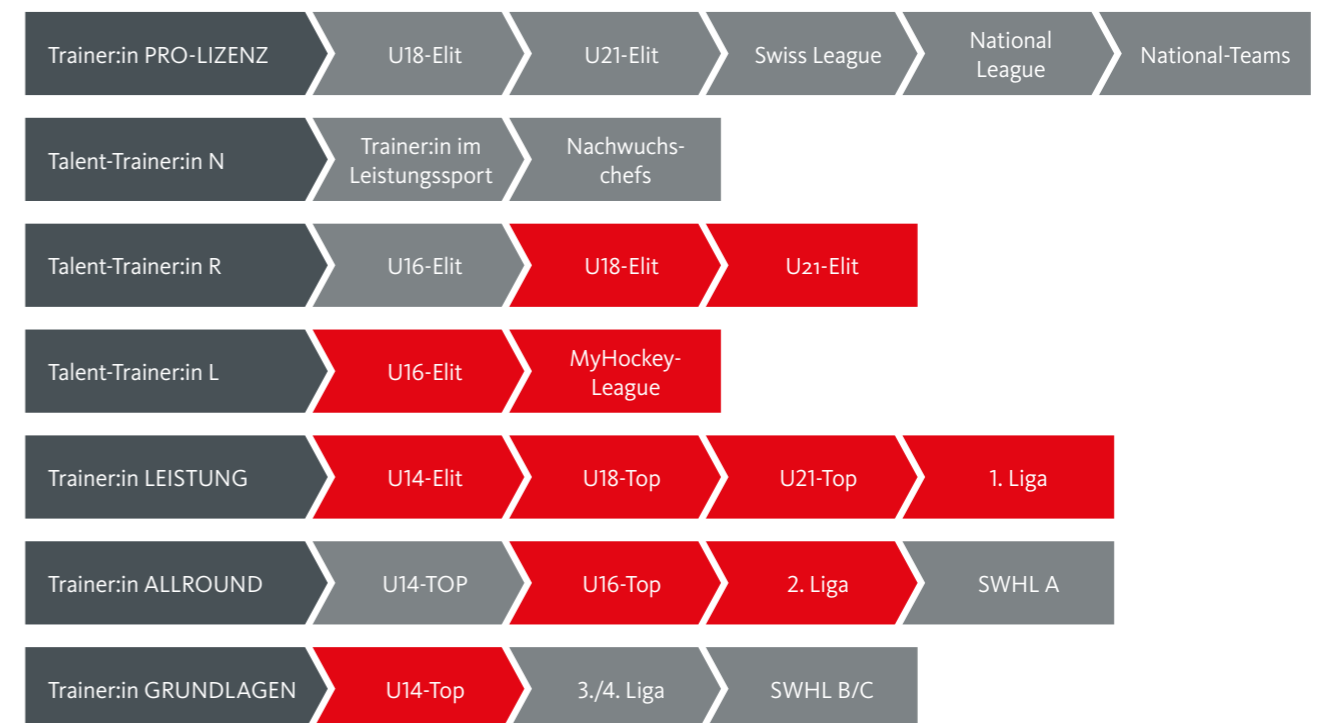 Trainer:in PRO-LIZENZ
U18-Elit
U21-Elit
Swiss League
National
League
National-Teams
Talent-Trainer:in N
Trainer:in im
Leistungssport
Nachwuchs-
chefs
Talent-Trainer:in R
U16-Elit
U18-Elit
U21-Elit
Talent-Trainer:in L
U16-Elit
MyHockey-
League
Trainer:in LEISTUNG
U14-Elit
U18-Top
U21-Top
1. Liga
Trainer:in ALLROUND
U14-TOP
U16-Top
2. Liga
SWHL A
Trainer:in GRUNDLAGEN
U14-Top
3./4. Liga
SWHL B/C